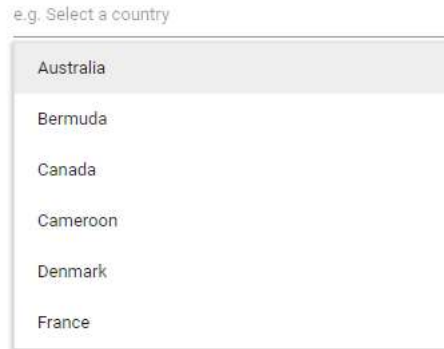 e.g. Select a country
Australia
Bermuda
Canada
Cameroon
Denmark
France